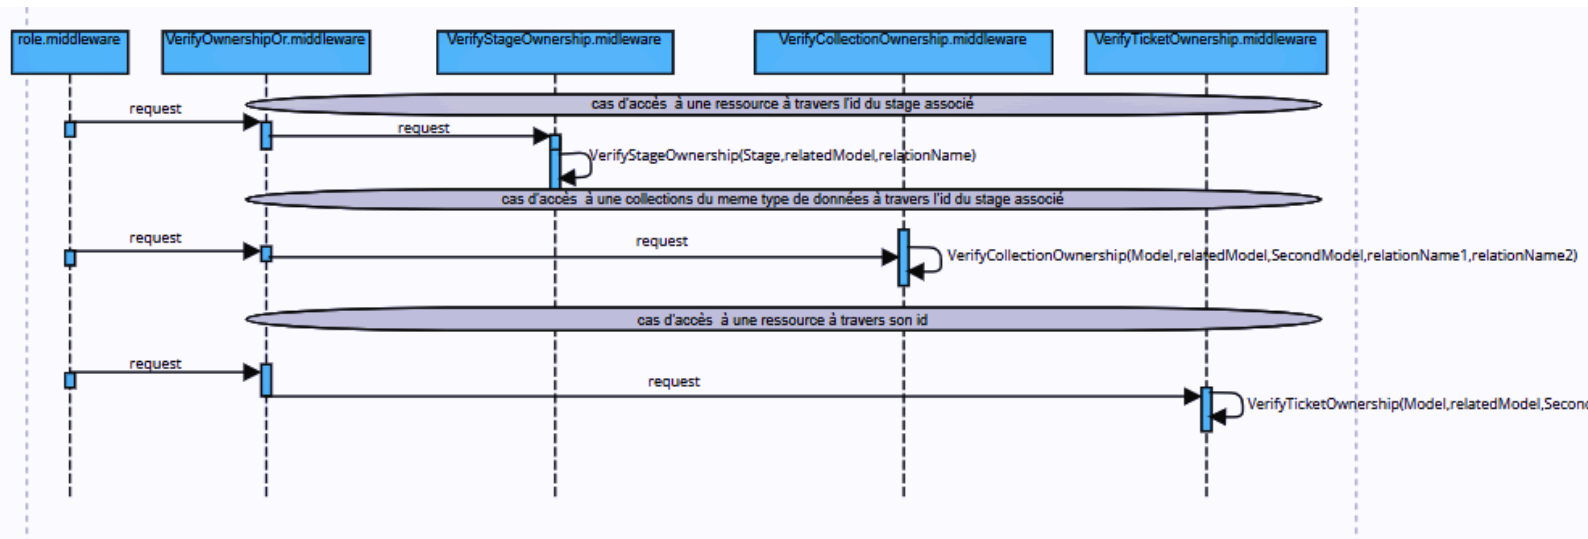 role.middleware
VerifyOwnershipOr.middleware
VerifyStageOwnership.midleware
VerifyCollectionOwnership.middleware
VerifyTicketOwnership.middleware
cas d'accès à une ressource à travers l'id du stage associé
request
request
VerifyStageOwnership(Stage,relatedModel,relationName)
cas d'accès à une collections du meme type de données à travers l'id du stage associé
request
request
VerifyCollectionOwnership(Model,relatedModel,SecondModel,relationName1,relationName2)
cas d'accès à une ressource à travers son id
request
request
VerifyTicketOwnership(Model,relatedModel,Second